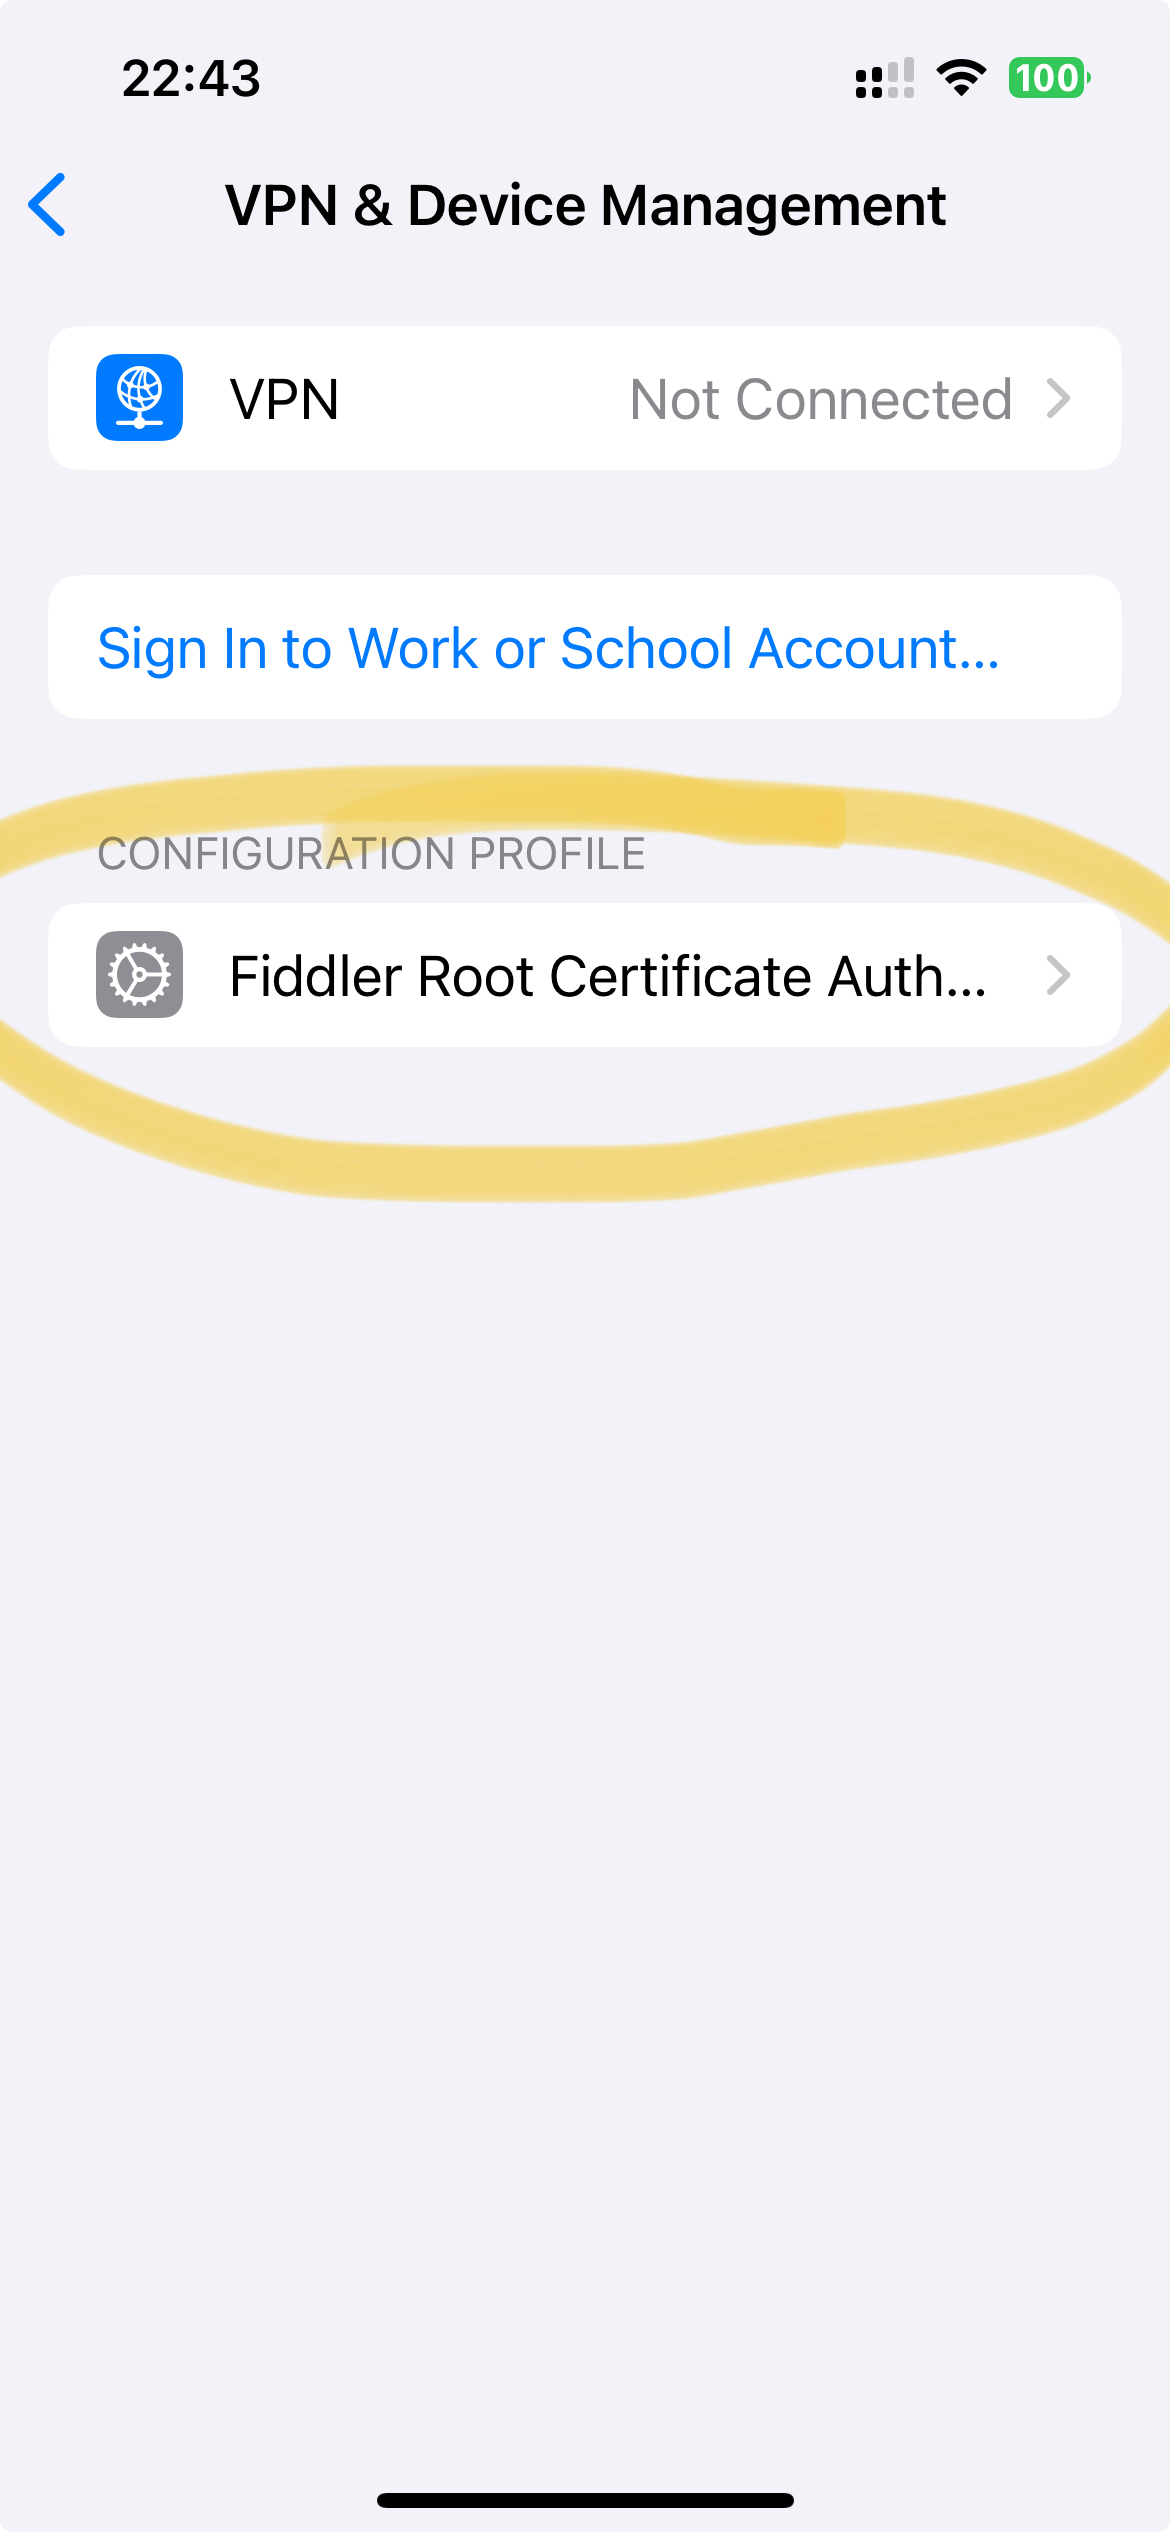 22:43
100
VPN & Device Management
VPN Not Connected
Sign In to Work or School Account...
CONFIGURATION PROFILE
Fiddler Root Certificate Auth...